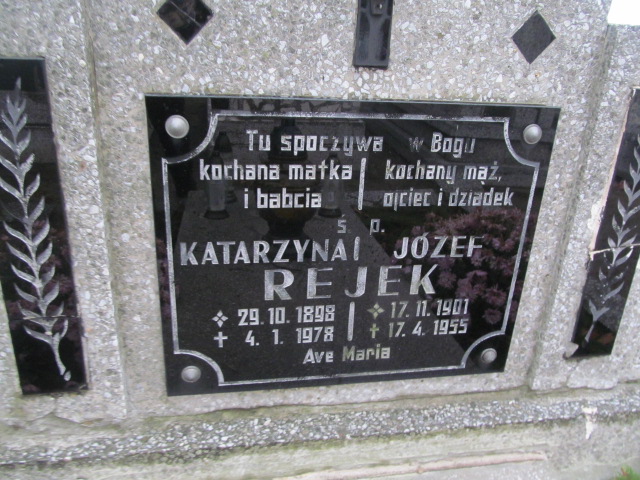 Tu spoczywa w Bogu
kochana matka kochany mąż,
i babcia ojciec i dziadek
ś p.
KATARZYNA JÓZEF
REJEK
29. 10. 1898 17. 11. 1901
4. 1. 1978 17. 4. 1955
Ave Maria